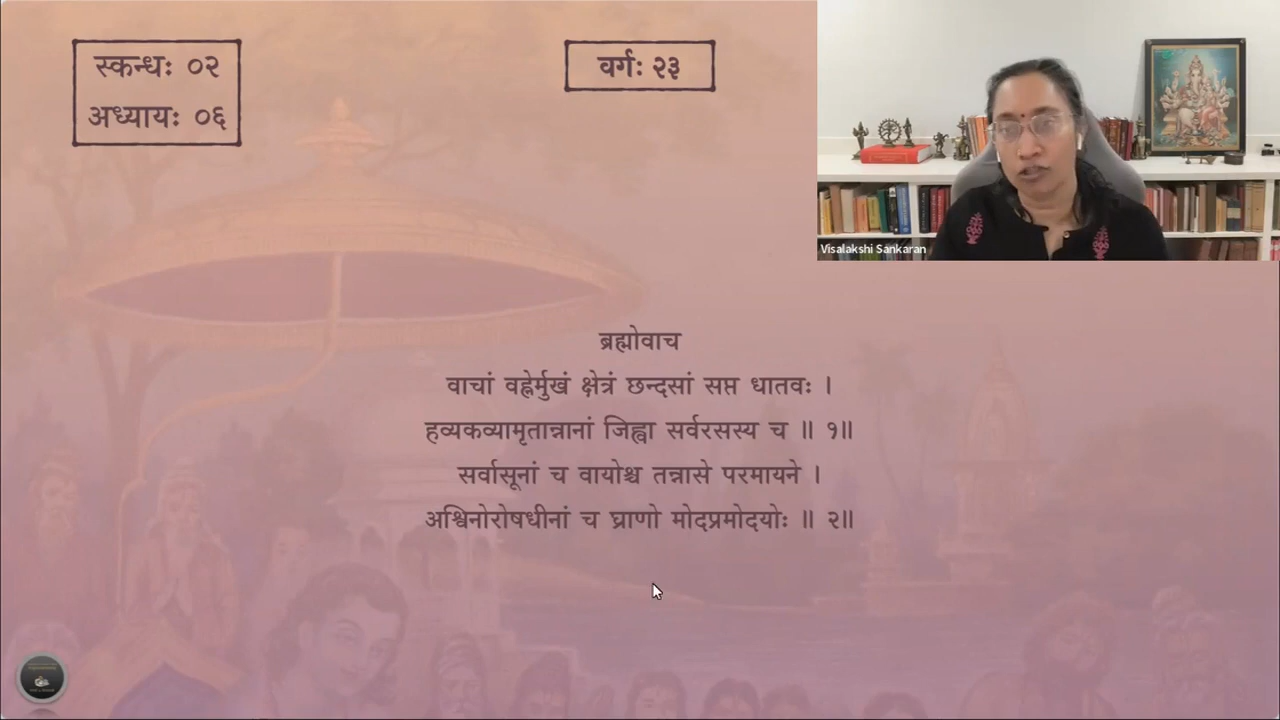 स्कन्धः ०२
अध्यायः ०६
वर्गः २३
Visalakshi Sankaran
ब्रह्मोवाच
वाचां वह्नेर्मुखं क्षेत्रं छन्दसां सप्त धातवः ।
हव्यकव्यामृतान्नानां जिह्वा सर्वरसस्य च ॥ १॥
सर्वासूनां च वायोश्च तन्नासे परमायने ।
अश्विनोरोषधीनां च घ्राणो मोदप्रमोदयोः ॥ २॥